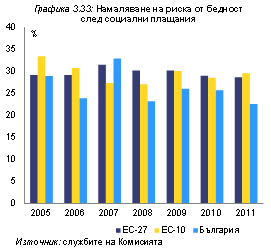 Графика 3.33: Намаляване на риска от бедност
след социални плащания
%
40
35
30
25
20
15
10
5
0
2005 2006 2007 2008 2009 2010 2011
ЕС-27 ЕС-10 България
Източник: службите на Комисията